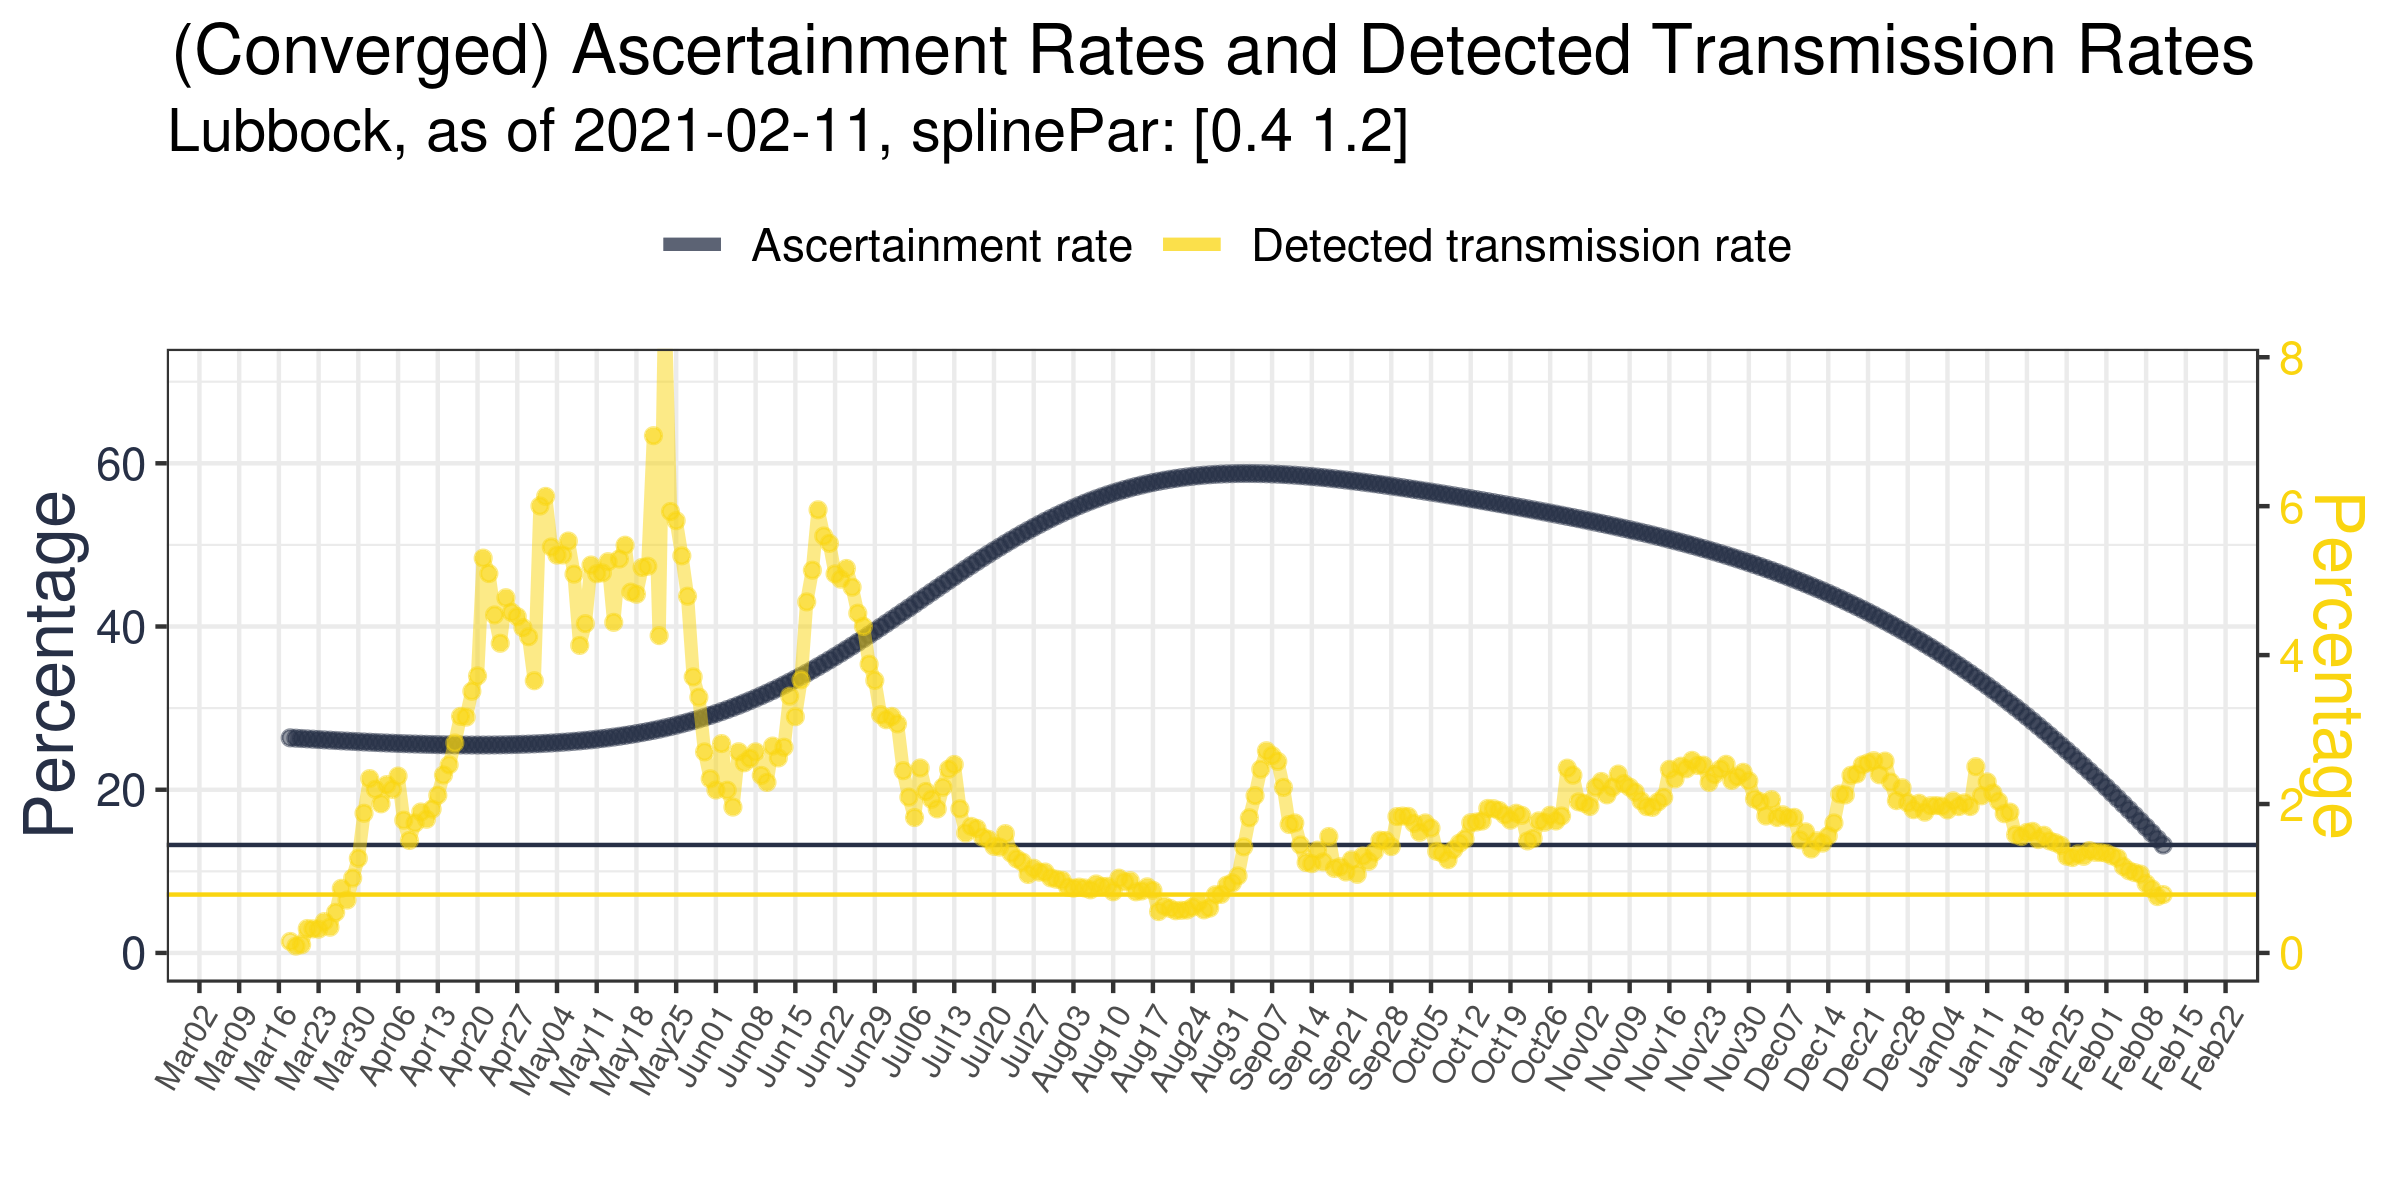 (Converged) Ascertainment Rates and Detected Transmission Rates
Lubbock, as of 2021-02-11, splinePar: [0.4 1.2]
Ascertainment rate Detected transmission rate
Percentage
60
40
20
0
8
6
4
2
0
Percentage
Mar02 Mar09 Mar16 Mar23 Mar30 Apr06 Apr13 Apr20 Apr27 May04 May11 May18 May25 Jun01 Jun08 Jun15 Jun22 Jun29 Jul06 Jul13 Jul20 Jul27 Aug03 Aug10 Aug17 Aug24 Aug31 Sep07 Sep14 Sep21 Sep28 Oct05 Oct12 Oct19 Oct26 Nov02 Nov09 Nov16 Nov23 Nov30 Dec07 Dec14 Dec21 Dec28 Jan04 Jan11 Jan18 Jan25 Feb01 Feb08 Feb15 Feb22